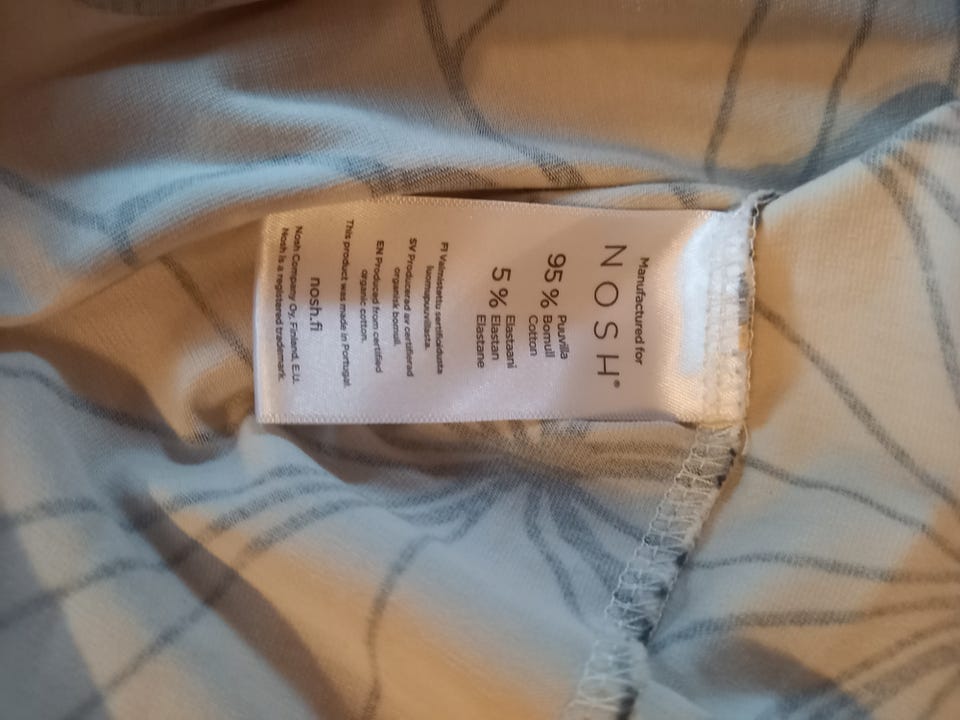 Manufactured for
NOSH®
95 % Puuvilla
Bomull
Cotton
5 % Elastaani
Elastan
Elastane
FI Valmistettu sertifioidusta
luomupuuvillasta.
SV Producerad av certifierad
organisk bomull.
EN Produced from certified
organic cotton.
This product was made in Portugal
nosh.fi
Nosh Company Oy, Finland, E.U.
Nosh is a registered trademark.